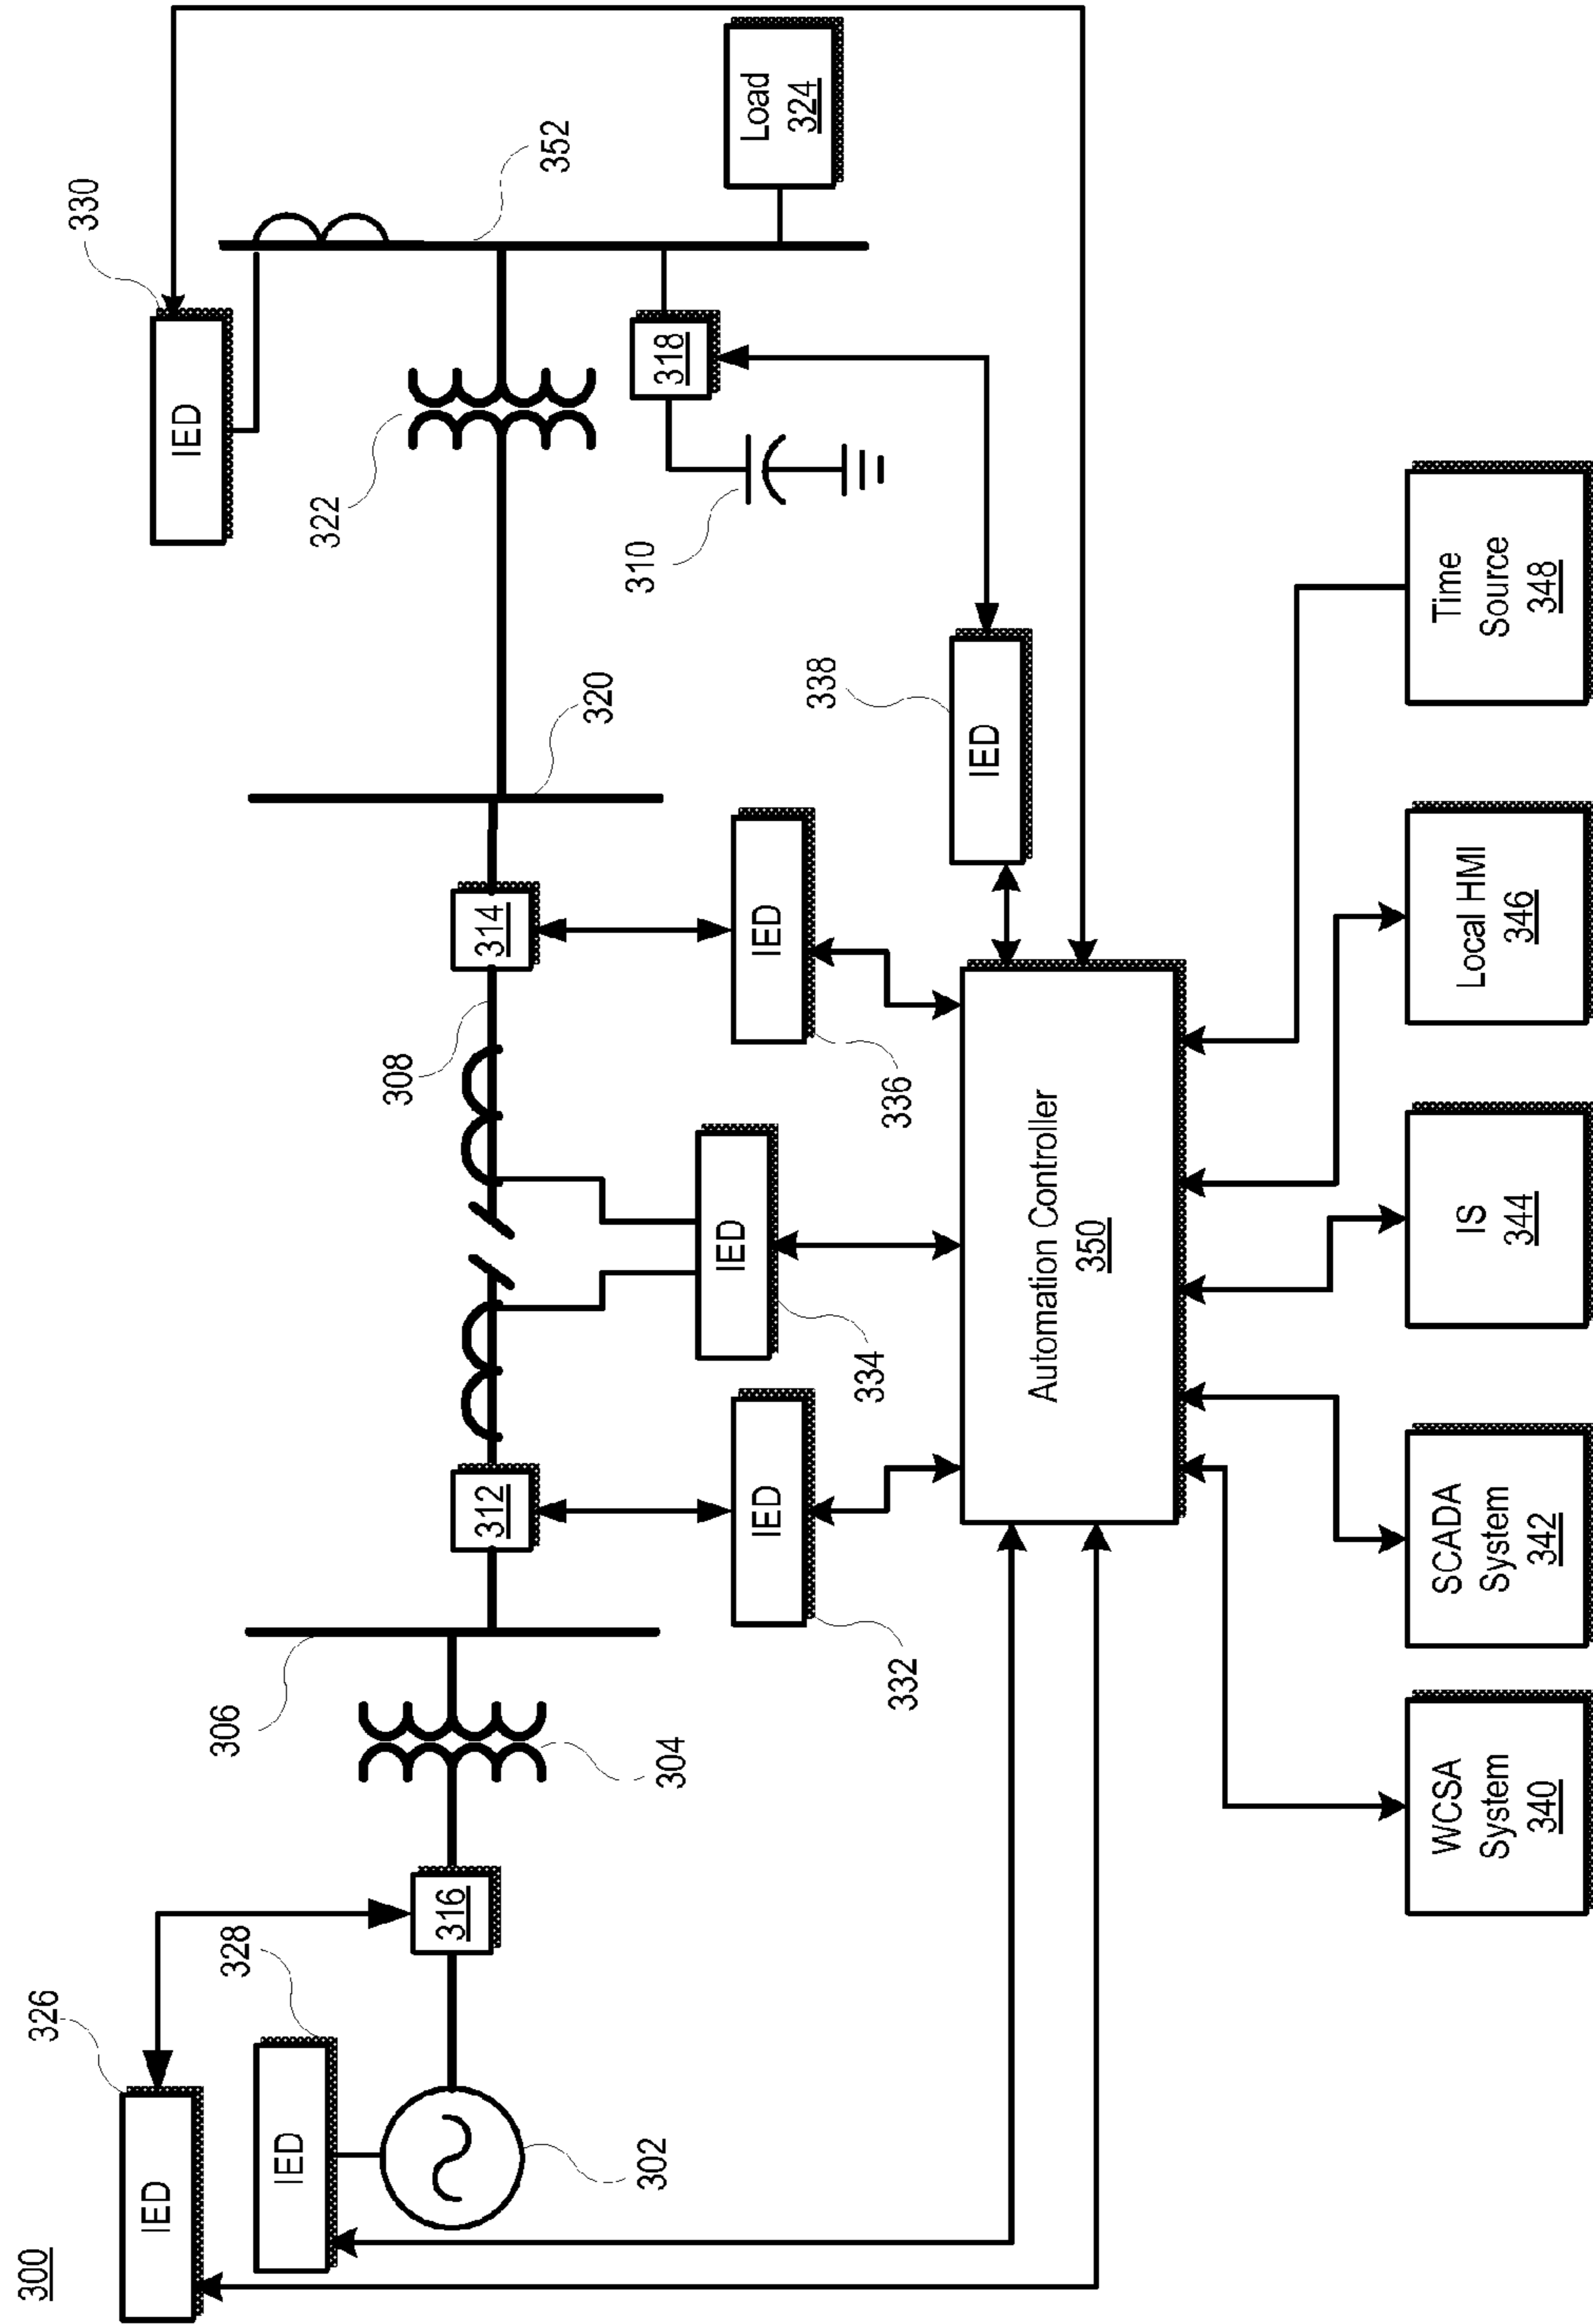 300
326
IED
328
IED
302
316
304
306
312
308
314
320
322
330
IED
352
Load
324
318
310
IED
332
IED
334
IED
336
IED
338
Automation Controller
350
WCSA
System
340
SCADA
System
342
IS
344
Local HMI
346
Time
Source
348